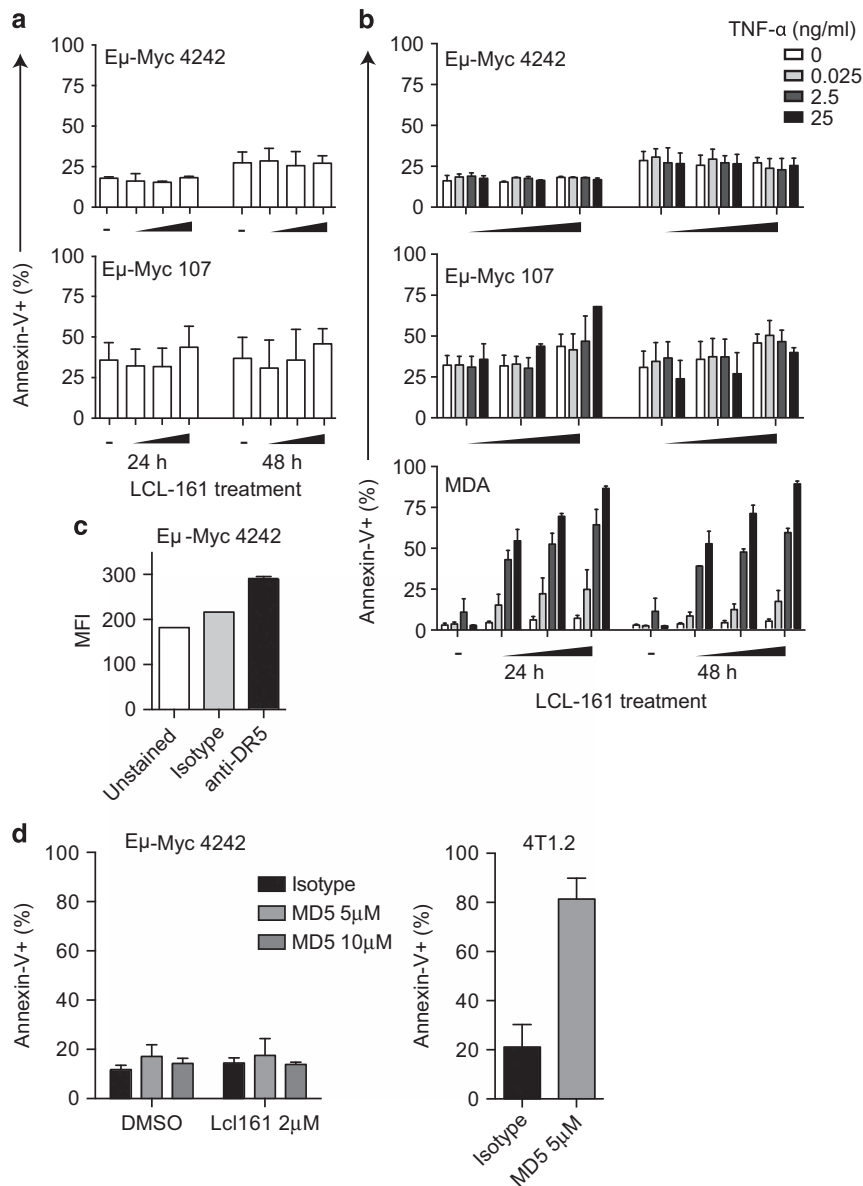 a
Eµ-Myc 4242
100
75
50
25
0
-
-
Eµ-Myc 107
100
75
50
25
0
-
-
24 h
48 h
LCL-161 treatment
Annexin-V+ (%)
b
TNF-α (ng/ml)
0
0.025
2.5
25
Eµ-Myc 4242
100
75
50
25
0
Eµ-Myc 107
100
75
50
25
0
MDA
100
75
50
25
0
-
-
24 h
48 h
LCL-161 treatment
Annexin-V+ (%)
c
Eµ-Myc 4242
MFI
300
200
100
0
Unstained
Isotype
anti-DR5
d
Eµ-Myc 4242
Isotype
MD5 5µM
MD5 10µM
Annexin-V+ (%)
100
80
60
40
20
0
DMSO
Lcl161 2µM
4T1.2
Annexin-V+ (%)
100
80
60
40
20
0
Isotype
MD5 5µM